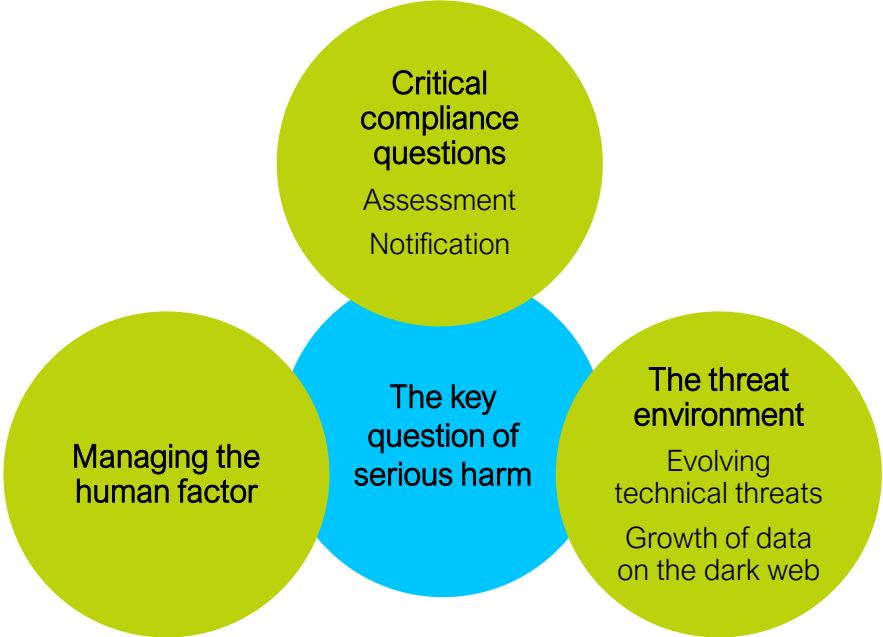 Critical
compliance
questions
Assessment
Notification
Managing the
human factor
The key
question of
serious harm
The threat
environment
Evolving
technical threats
Growth of data
on the dark web